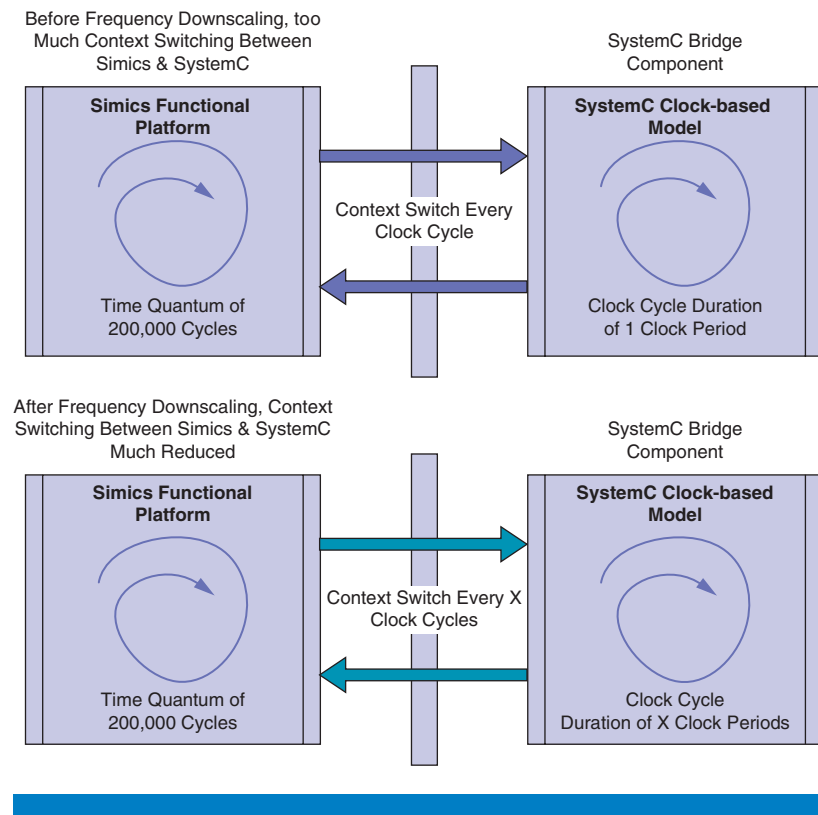 Before Frequency Downscaling, too
Much Context Switching Between
Simics & SystemC
SystemC Bridge
Component
Simics Functional
Platform
SystemC Clock-based
Model
Context Switch Every
Clock Cycle
Time Quantum of
200,000 Cycles
Clock Cycle Duration
of 1 Clock Period
After Frequency Downscaling, Context
Switching Between Simics & SystemC
Much Reduced
SystemC Bridge
Component
Simics Functional
Platform
SystemC Clock-based
Model
Context Switch Every X
Clock Cycles
Time Quantum of
200,000 Cycles
Clock Cycle
Duration of X Clock Periods